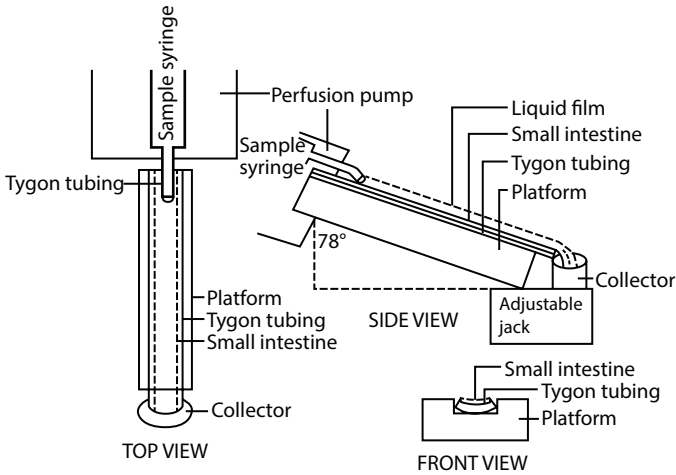 Sample syringe
Perfusion pump
Tygon tubing
Platform
Tygon tubing
Small intestine
Collector
TOP VIEW
Sample
syringe
Liquid film
Small intestine
Tygon tubing
Platform
78°
Collector
Adjustable
jack
SIDE VIEW
Small intestine
Tygon tubing
Platform
FRONT VIEW